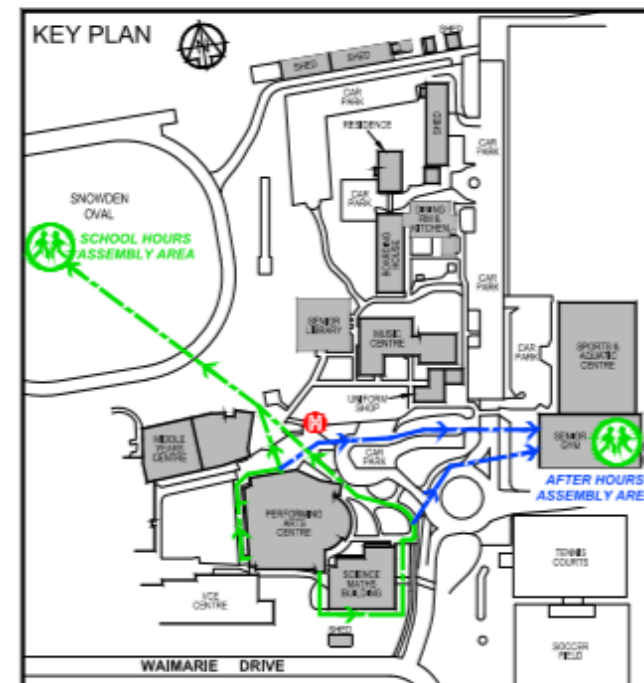 KEY PLAN
N
SHED
SHED
SHED
CAR
PARK
RESIDENCE
SHED
CAR
PARK
SNOWDEN
OVAL
CAR
PARK
DINING
RM &
KITCHEN
BOARDING
HOUSE
SCHOOL HOURS
ASSEMBLY AREA
CAR
PARK
SENIOR
LIBRARY
MUSIC
CENTRE
CAR
PARK
SPORTS &
AQUATIC
CENTRE
UNIFORM
SHOP
H
MIDDLE
YEARS
CENTRE
CAR
PARK
SENIOR
GYM
AFTER HOURS
ASSEMBLY AREA
PERFORMING
ARTS
CENTRE
TENNIS
COURTS
SCIENCE
MATHS
BUILDING
VCE
CENTRE
SHED
SOCCER
FIELD
WAIMARIE DRIVE